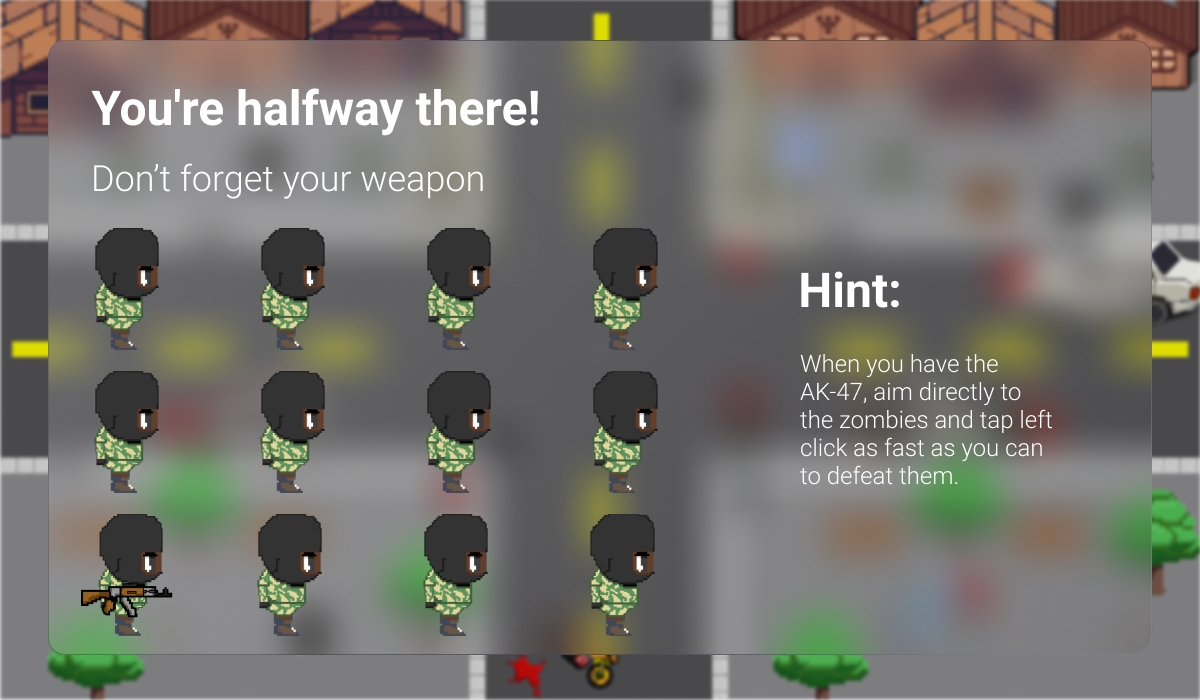 You're halfway there!
Don’t forget your weapon
Hint:
When you have the
AK-47, aim directly to
the zombies and tap left
click as fast as you can
to defeat them.